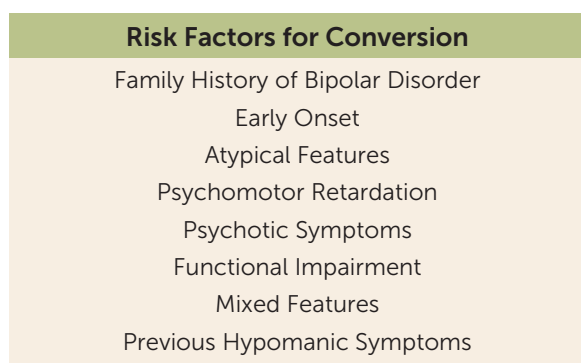 Risk Factors for Conversion
Family History of Bipolar Disorder
Early Onset
Atypical Features
Psychomotor Retardation
Psychotic Symptoms
Functional Impairment
Mixed Features
Previous Hypomanic Symptoms